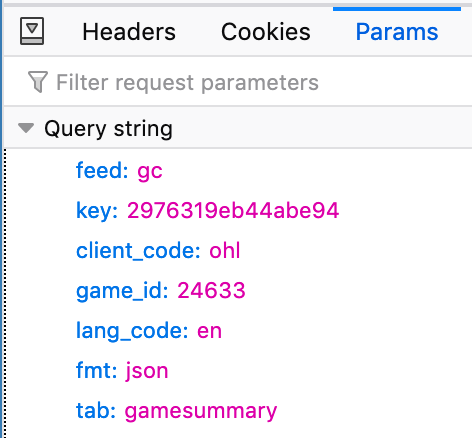 Headers Cookies Params
Filter request parameters
Query string
feed: gc
key: 2976319eb44abe94
client_code: ohl
game_id: 24633
lang_code: en
fmt: json
tab: gamesummary